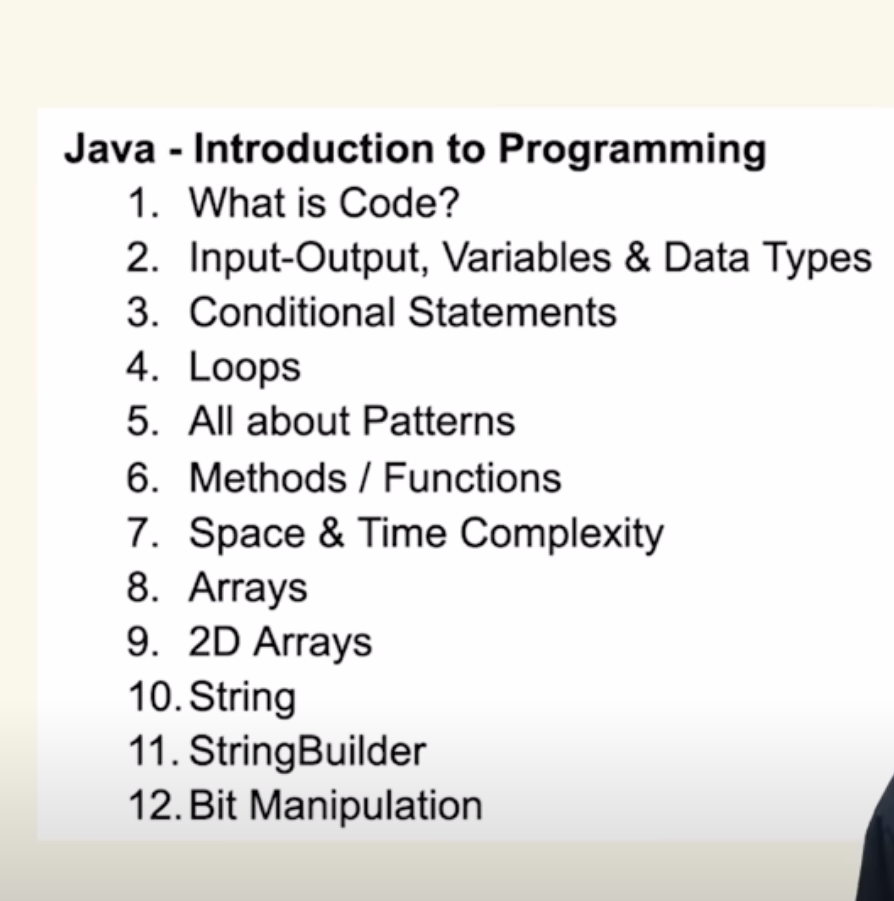 Java - Introduction to Programming
1. What is Code?
2. Input-Output, Variables & Data Types
3. Conditional Statements
4. Loops
5. All about Patterns
6. Methods / Functions
7. Space & Time Complexity
8. Arrays
9. 2D Arrays
10. String
11. StringBuilder
12. Bit Manipulation